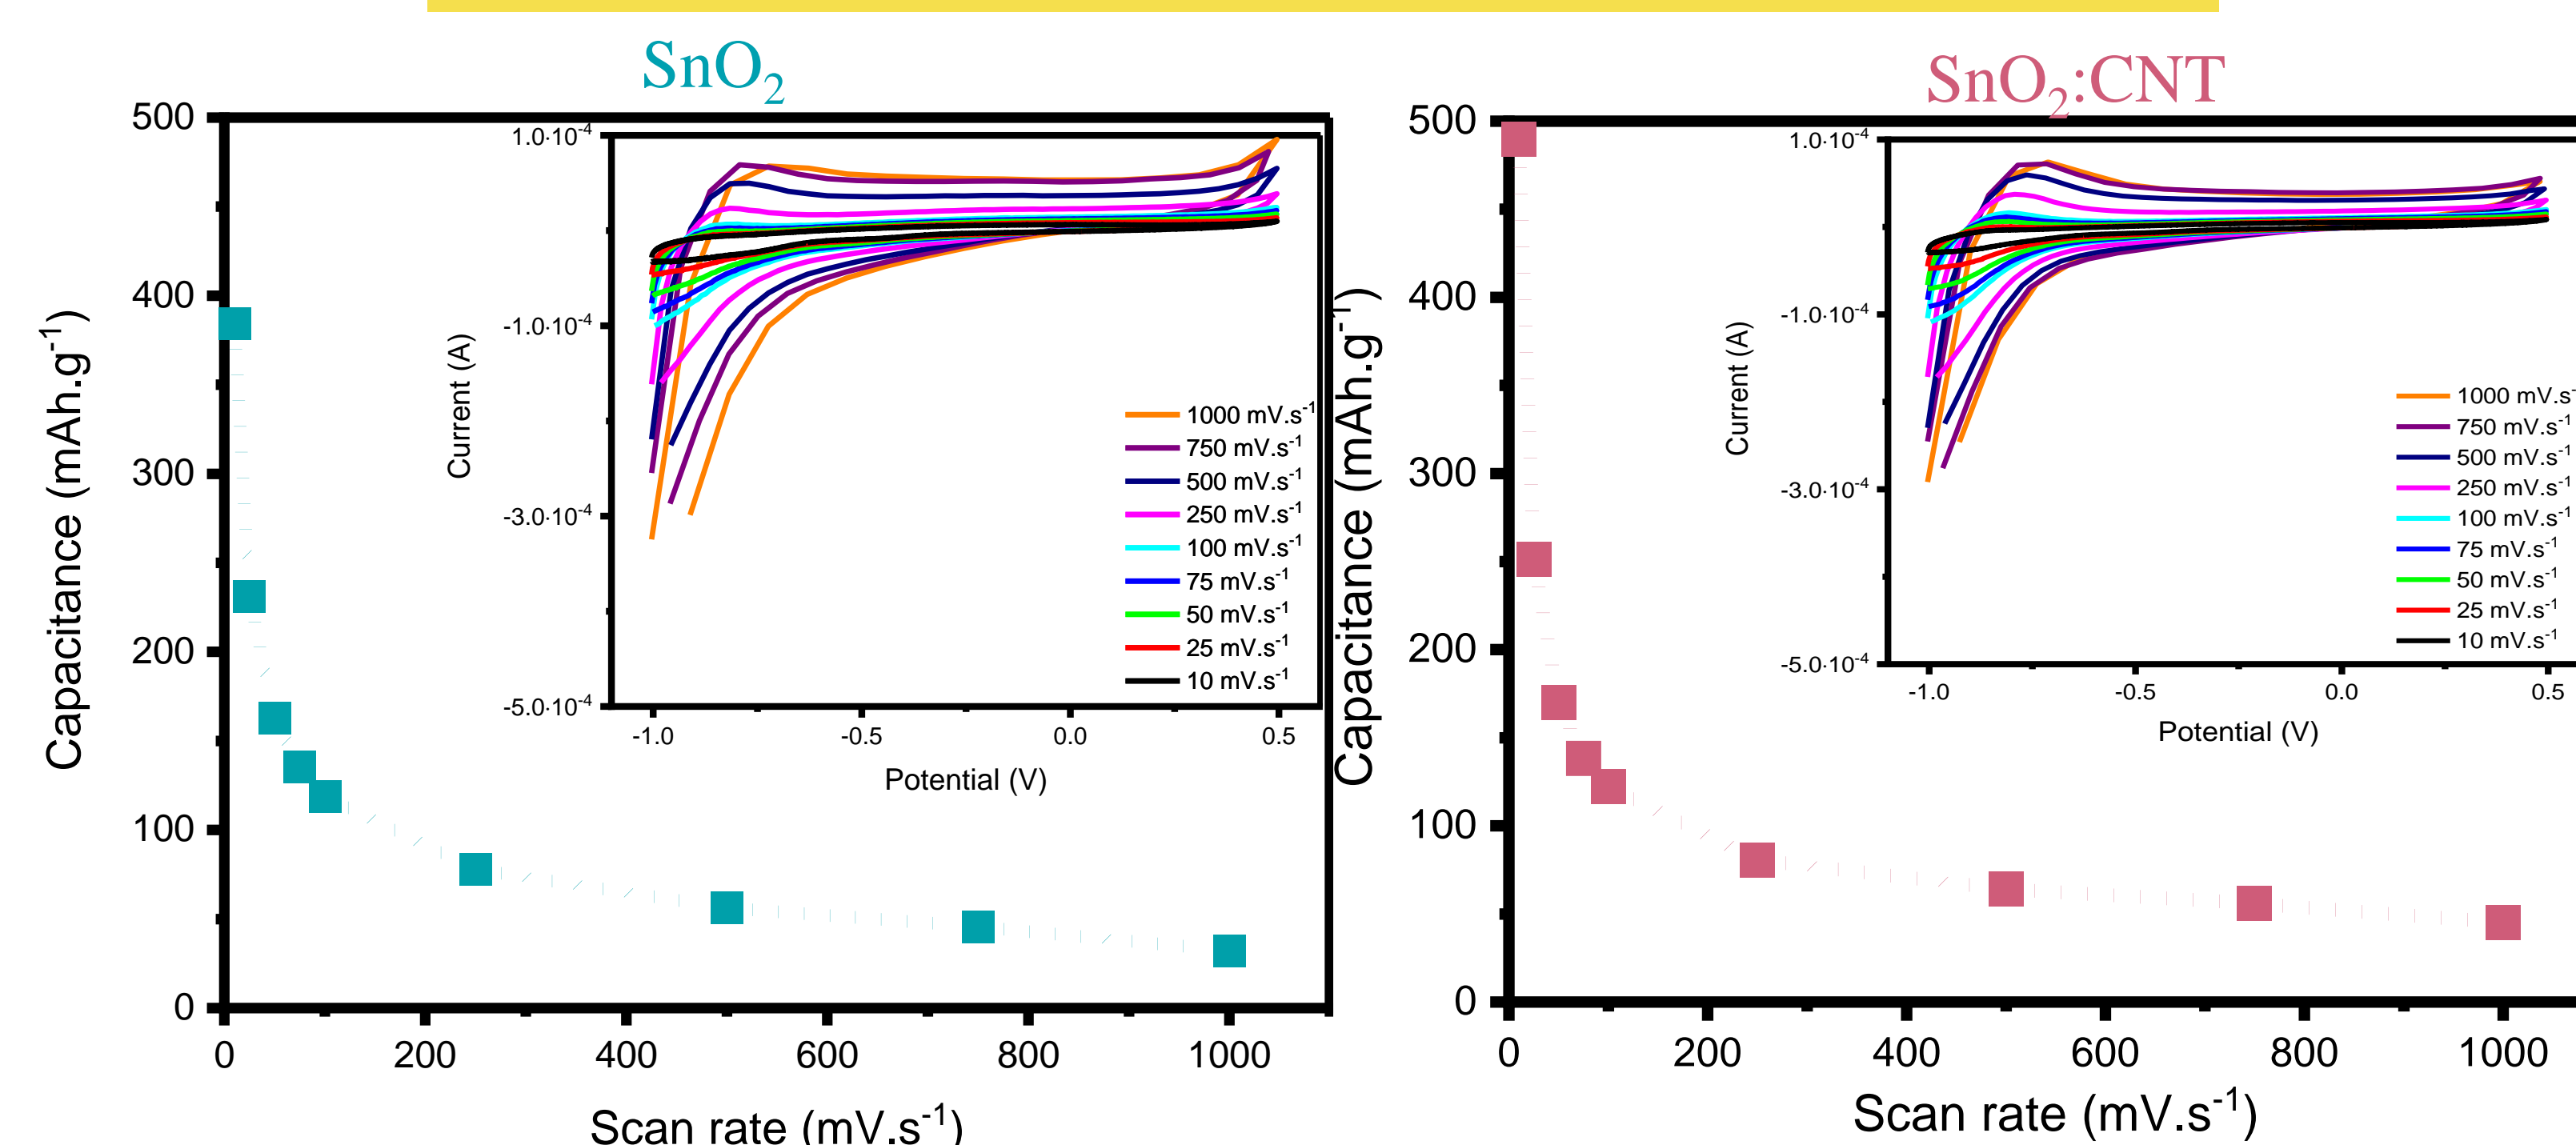 SnO2
SnO2:CNT
500
400
300
200
100
0
Capacitance (mAh.g-1)
0 200 400 600 800 1000
Scan rate (mV.s-1)
1.0·10-4
-1.0·10-4
-3.0·10-4
-5.0·10-4
Current (A)
-1.0 -0.5 0.0 0.5
Potential (V)
1000 mV.s-1
750 mV.s-1
500 mV.s-1
250 mV.s-1
100 mV.s-1
75 mV.s-1
50 mV.s-1
25 mV.s-1
10 mV.s-1
500
400
300
200
100
0
Capacitance (mAh.g-1)
0 200 400 600 800 1000
Scan rate (mV.s-1)
1.0·10-4
-1.0·10-4
-3.0·10-4
-5.0·10-4
Current (A)
-1.0 -0.5 0.0 0.5
Potential (V)
1000 mV.s-
750 mV.s-1
500 mV.s-1
250 mV.s-1
100 mV.s-1
75 mV.s-1
50 mV.s-1
25 mV.s-1
10 mV.s-1